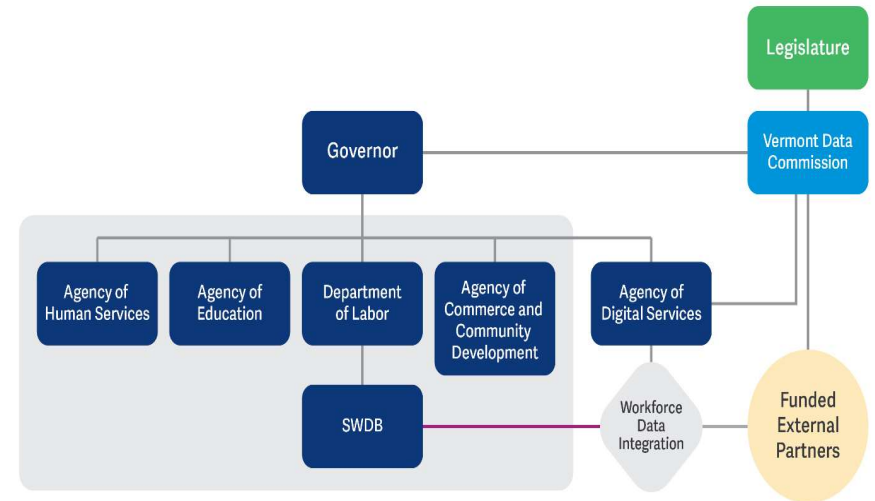 Legislature
Governor
Vermont Data
Commission
Agency of
Human Services
Agency of
Education
Department
of Labor
Agency of
Commerce and
Community
Development
Agency of
Digital Services
SWDB
Workforce
Data
Integration
Funded
External
Partners